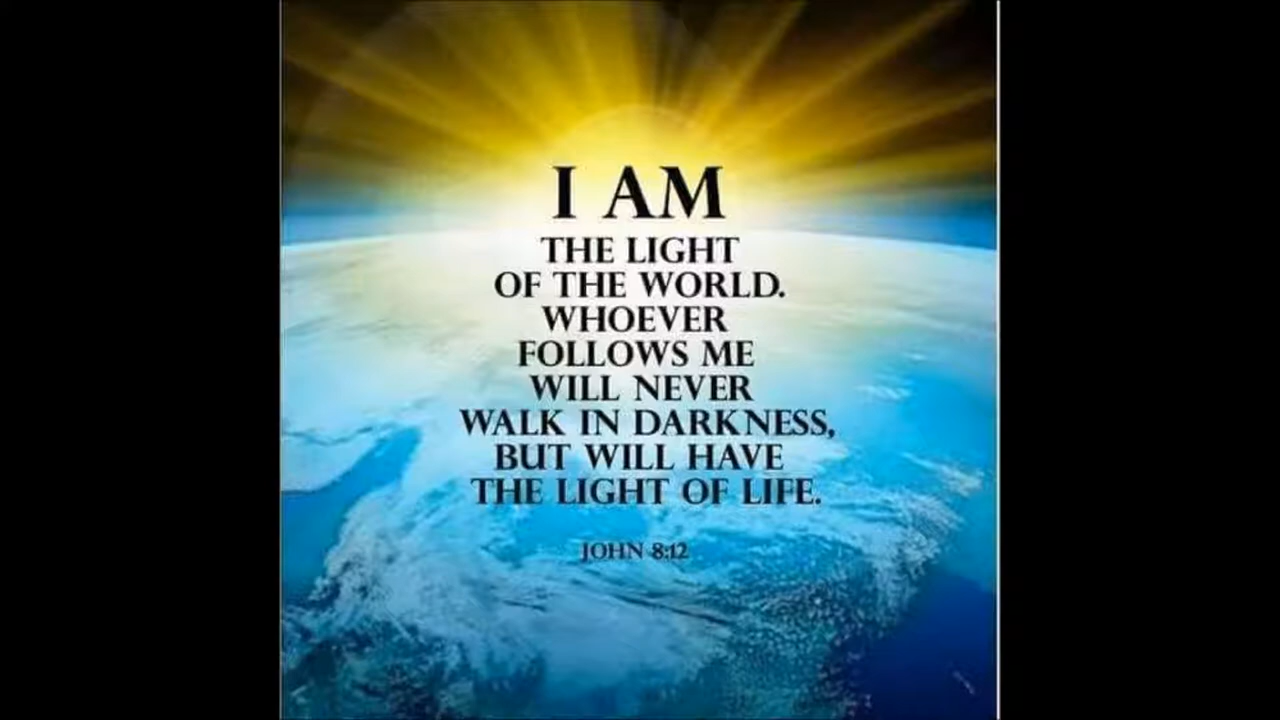 I AM
THE LIGHT
OF THE WORLD.
WHOEVER
FOLLOWS ME
WILL NEVER
WALK IN DARKNESS,
BUT WILL HAVE
THE LIGHT OF LIFE.
JOHN 8:12